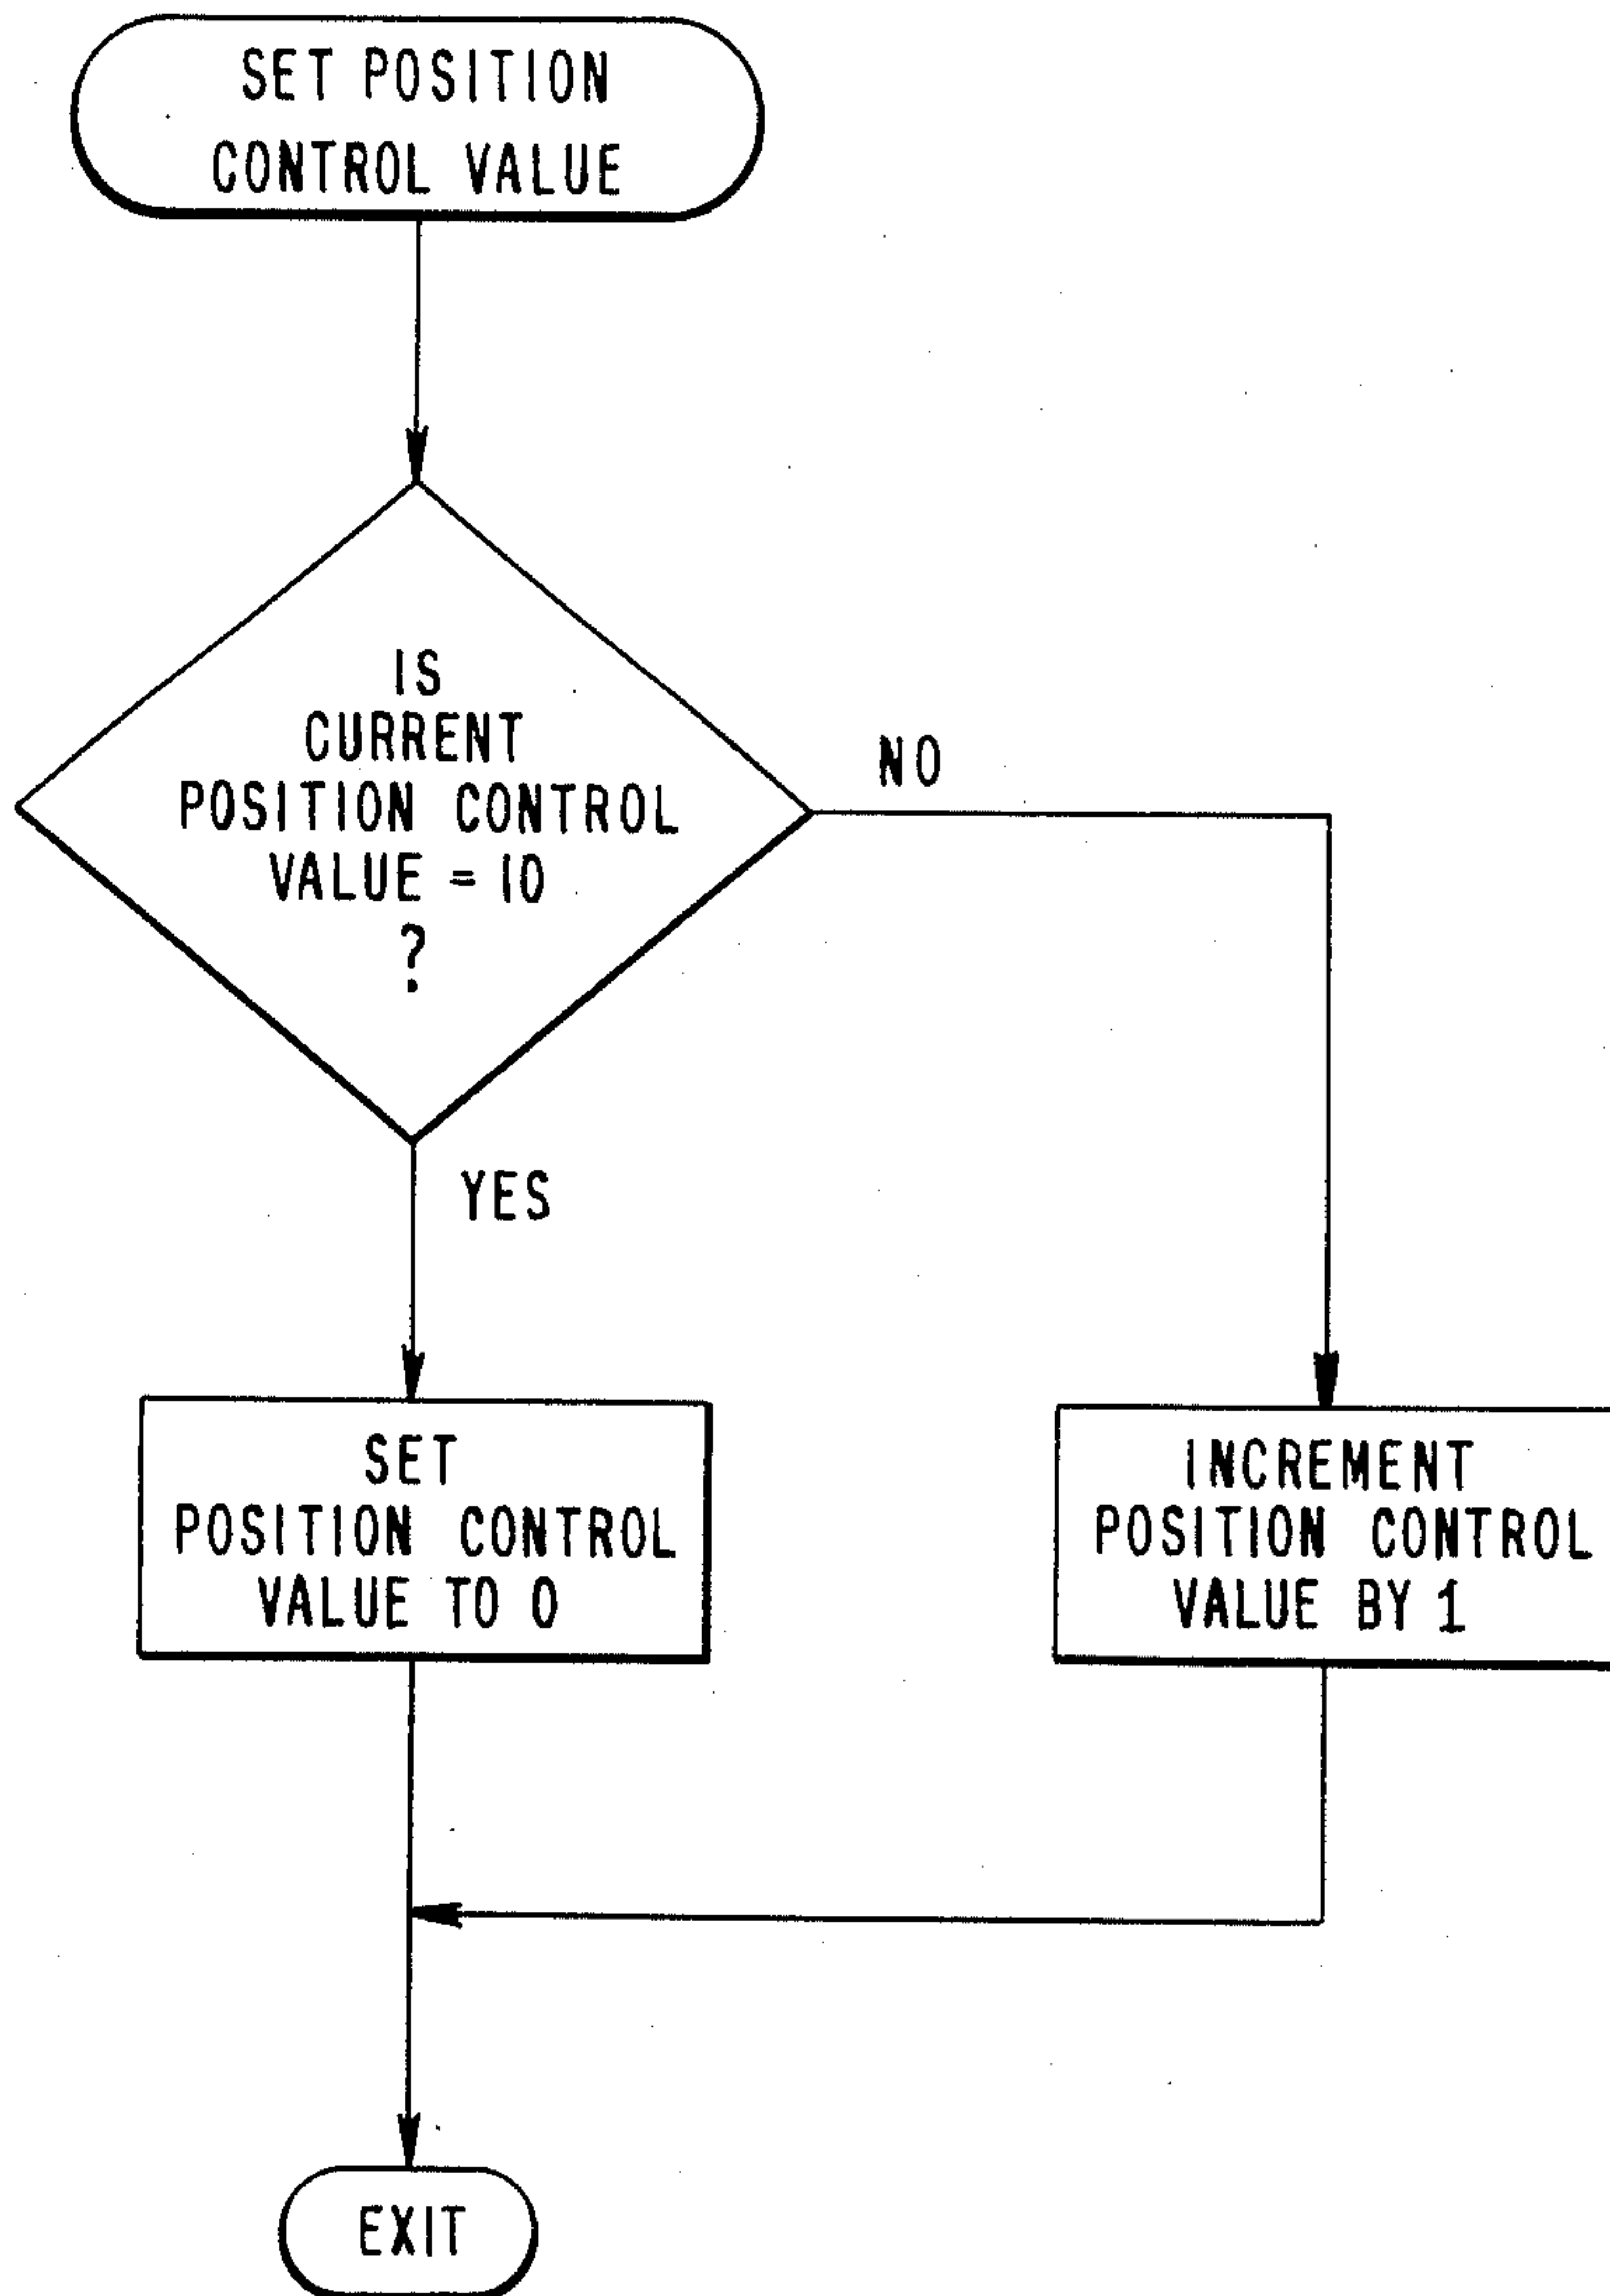 SET POSITION
CONTROL VALUE
IS
CURRENT
POSITION CONTROL
VALUE = 10
?
NO
YES
SET
POSITION CONTROL
VALUE TO 0
INCREMENT
POSITION CONTROL
VALUE BY 1
EXIT